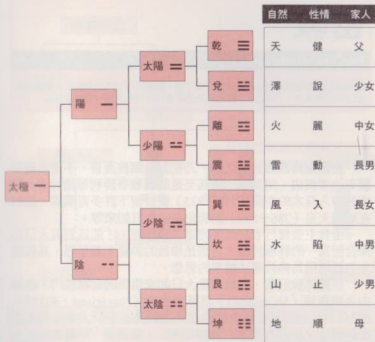 自然 性情 家人
乾 ☰ 天 健 父
太陽 ⚌
兌 ☱ 澤 說 少女
陽 ⚊
離 ☲ 火 麗 中女
少陽 ⚍
震 ☳ 雷 動 長男
太極 一
巽 ☴ 風 入 長女
少陰 ⚎
坎 ☵ 水 陷 中男
陰 ⚋
艮 ☶ 山 止 少男
太陰 ⚏
坤 ☷ 地 順 母